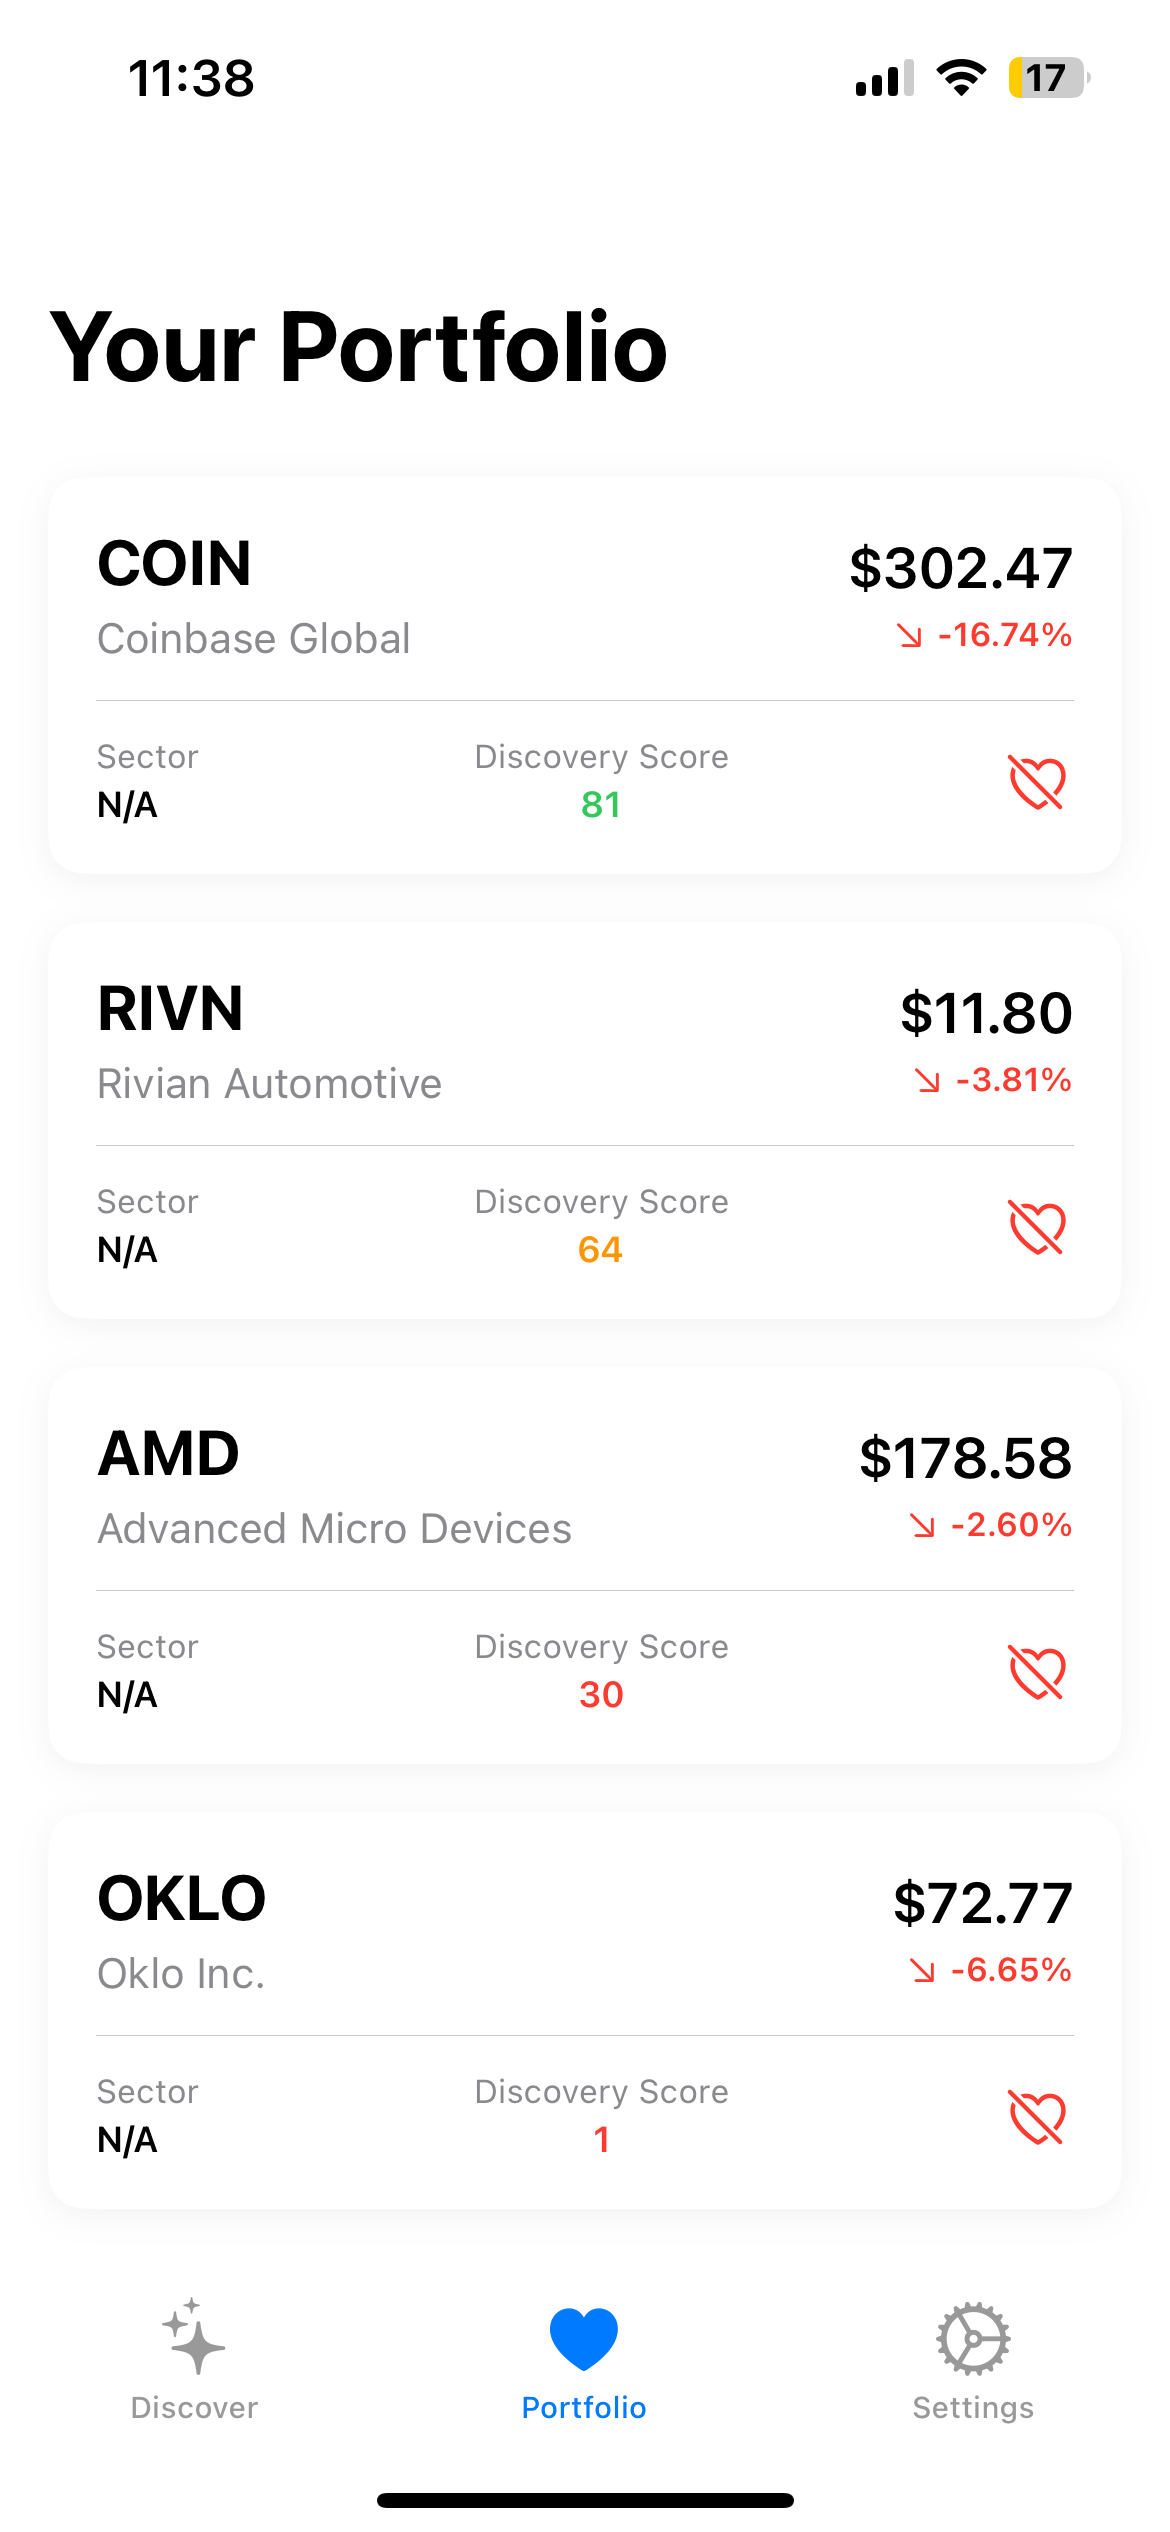 11:38
17
Your Portfolio
COIN
$302.47
Coinbase Global
-16.74%
Sector
Discovery Score
N/A
81
RIVN
$11.80
Rivian Automotive
-3.81%
Sector
Discovery Score
N/A
64
AMD
$178.58
Advanced Micro Devices
-2.60%
Sector
Discovery Score
N/A
30
OKLO
$72.77
Oklo Inc.
-6.65%
Sector
Discovery Score
N/A
1
Discover
Portfolio
Settings